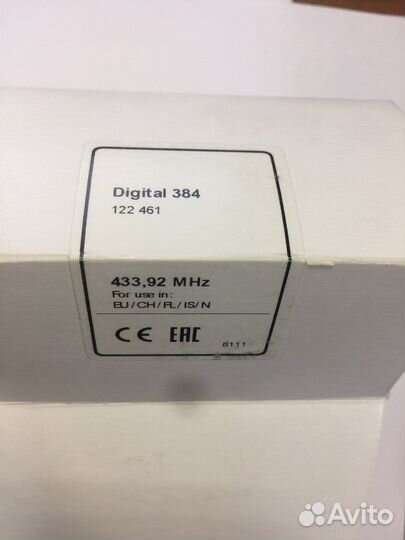 Digital 384
122 461
433,92 MHz
For use in:
EU / CH / FL / IS / N
CE EAC
8111
Avito